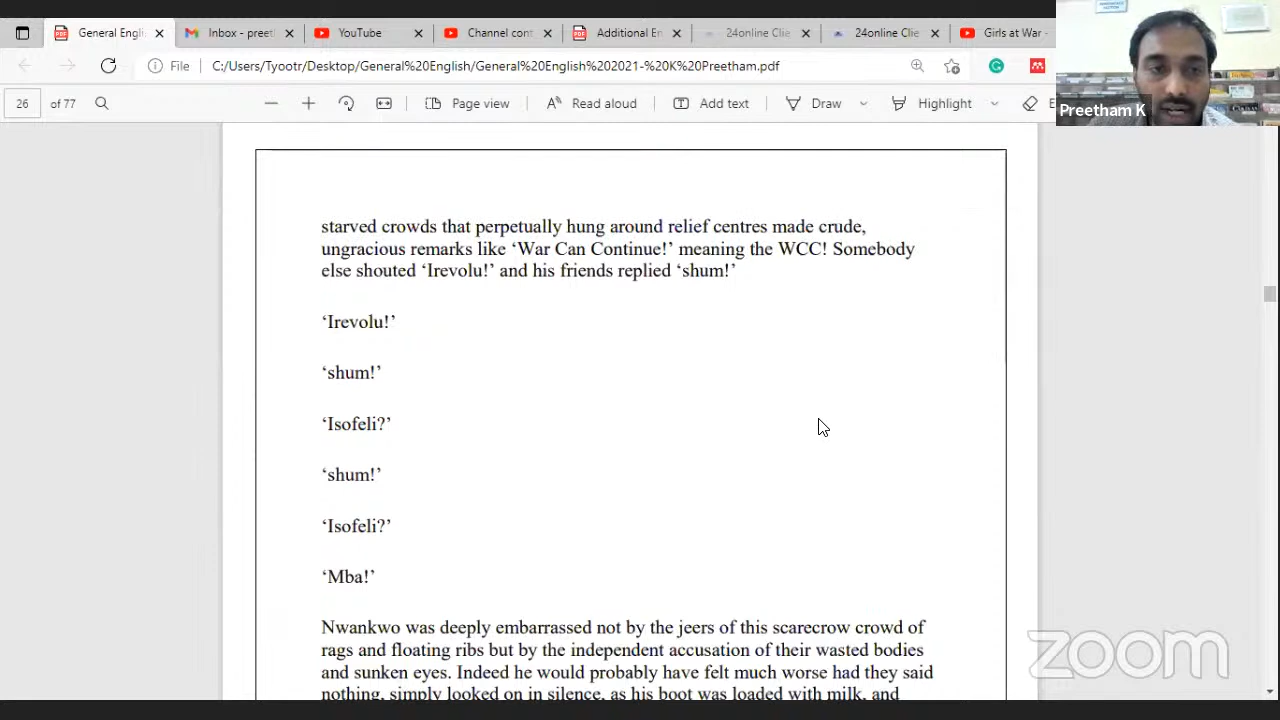 General Engli
Inbox - preet
YouTube
Channel cont
Additional En
24online Clie
24online Clie
Girls at War -
File
C:/Users/Tyootr/Desktop/General%20English/General%20English%202021-%20K%20Preetham.pdf
26 of 77
Page view
Read aloud
Add text
Draw
Highlight
Preetham K
starved crowds that perpetually hung around relief centres made crude,
ungracious remarks like ‘War Can Continue!’ meaning the WCC! Somebody
else shouted ‘Irevolu!’ and his friends replied ‘shum!’
‘Irevolu!’
‘shum!’
‘Isofeli?’
‘shum!’
‘Isofeli?’
‘Mba!’
Nwankwo was deeply embarrassed not by the jeers of this scarecrow crowd of
rags and floating ribs but by the independent accusation of their wasted bodies
and sunken eyes. Indeed he would probably have felt much worse had they said
nothing, simply looked on in silence, as his boot was loaded with milk, and
zoom